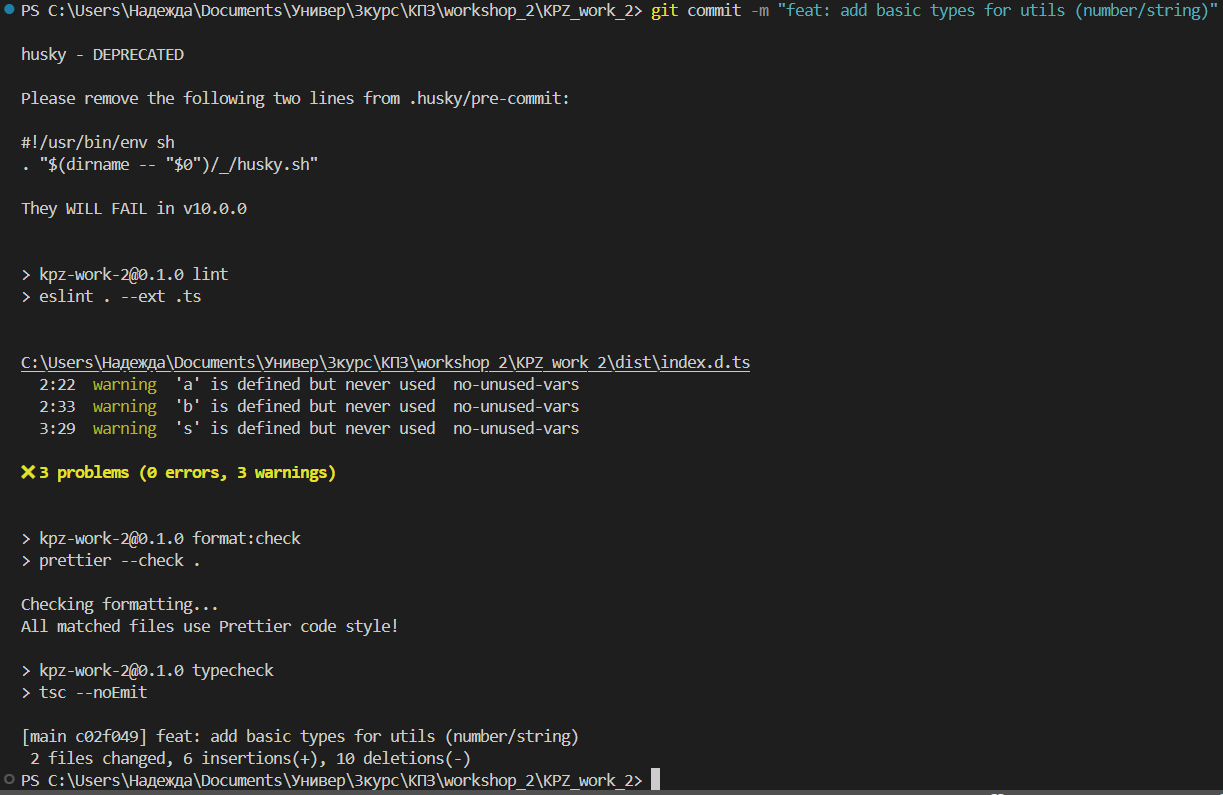 PS C:\Users\Надежда\Documents\Универ\3курс\КПЗ\workshop_2\KPZ_work_2> git commit -m "feat: add basic types for utils (number/string)"
husky - DEPRECATED
Please remove the following two lines from .husky/pre-commit:
#!/usr/bin/env sh
. "$(dirname -- "$0")/_/husky.sh"
They WILL FAIL in v10.0.0
> kpz-work-2@0.1.0 lint
> eslint . --ext .ts
C:\Users\Надежда\Documents\Универ\3курс\КПЗ\workshop_2\KPZ_work_2\dist\index.d.ts
2:22 warning 'a' is defined but never used no-unused-vars
2:33 warning 'b' is defined but never used no-unused-vars
3:29 warning 's' is defined but never used no-unused-vars
✖ 3 problems (0 errors, 3 warnings)
> kpz-work-2@0.1.0 format:check
> prettier --check .
Checking formatting...
All matched files use Prettier code style!
> kpz-work-2@0.1.0 typecheck
> tsc --noEmit
[main c02f049] feat: add basic types for utils (number/string)
2 files changed, 6 insertions(+), 10 deletions(-)
PS C:\Users\Надежда\Documents\Универ\3курс\КПЗ\workshop_2\KPZ_work_2>